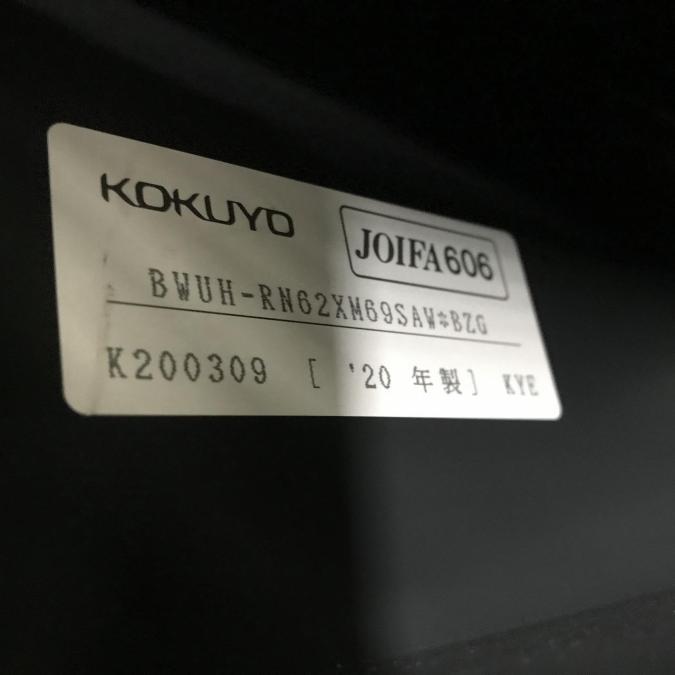 KOKUYO
JOIFA606
BWUH-RN62XM69SAW*BZG
K200309 [ '20 年製] KYE